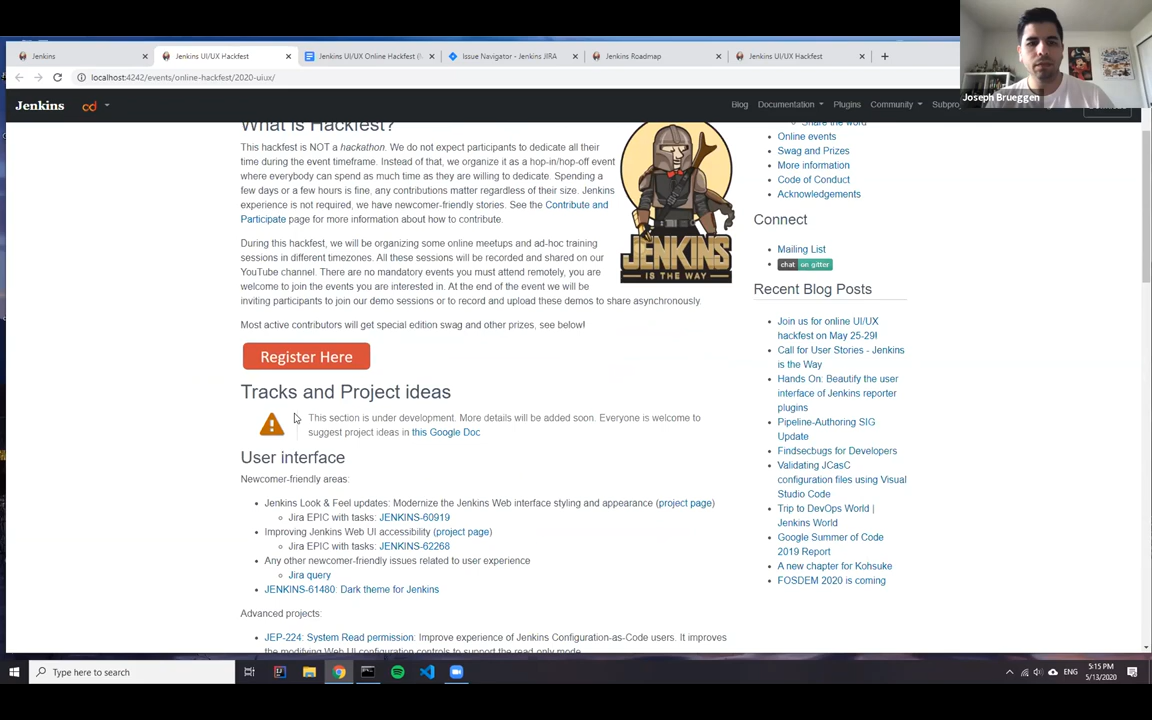 Jenkins
Jenkins UI/UX Hackfest
Jenkins UI/UX Online Hackfest (
Issue Navigator - Jenkins JIRA
Jenkins Roadmap
Jenkins UI/UX Hackfest
Joseph Brueggen
localhost:4242/events/online-hackfest/2020-uiux/
Jenkins
cd
Blog
Documentation
Plugins
Community
Subproj
What is Hackfest?
This hackfest is NOT a hackathon. We do not expect participants to dedicate all their
time during the event timeframe. Instead of that, we organize it as a hop-in/hop-off event
where everybody can spend as much time as they are willing to dedicate. Spending a
few days or a few hours is fine, any contributions matter regardless of their size. Jenkins
experience is not required, we have newcomer-friendly stories. See the Contribute and
Participate page for more information about how to contribute.
During this hackfest, we will be organizing some online meetups and ad-hoc training
sessions in different timezones. All these sessions will be recorded and shared on our
YouTube channel. There are no mandatory events you must attend remotely, you are
welcome to join the events you are interested in. At the end of the event we will be
inviting participants to join our demo sessions or to record and upload these demos to share asynchronously.
Most active contributors will get special edition swag and other prizes, see below!
JENKINS
IS THE WAY
Register Here
Tracks and Project ideas
This section is under development. More details will be added soon. Everyone is welcome to
suggest project ideas in this Google Doc
User interface
Newcomer-friendly areas:
Jenkins Look & Feel updates: Modernize the Jenkins Web interface styling and appearance (project page)
Jira EPIC with tasks: JENKINS-60919
Improving Jenkins Web UI accessibility (project page)
Jira EPIC with tasks: JENKINS-62268
Any other newcomer-friendly issues related to user experience
Jira query
JENKINS-61480: Dark theme for Jenkins
Advanced projects:
JEP-224: System Read permission: Improve experience of Jenkins Configuration-as-Code users. It improves
the modifying Web UI configuration controls to support the read only mode
Share the word
Online events
Swag and Prizes
More information
Code of Conduct
Acknowledgements
Connect
Mailing List
chat on gitter
Recent Blog Posts
Join us for online UI/UX
hackfest on May 25-29!
Call for User Stories - Jenkins
is the Way
Hands On: Beautify the user
interface of Jenkins reporter
plugins
Pipeline-Authoring SIG
Update
Findsecbugs for Developers
Validating JCasC
configuration files using Visual
Studio Code
Trip to DevOps World |
Jenkins World
Google Summer of Code
2019 Report
A new chapter for Kohsuke
FOSDEM 2020 is coming
Type here to search
ENG
5:15 PM
5/13/2020